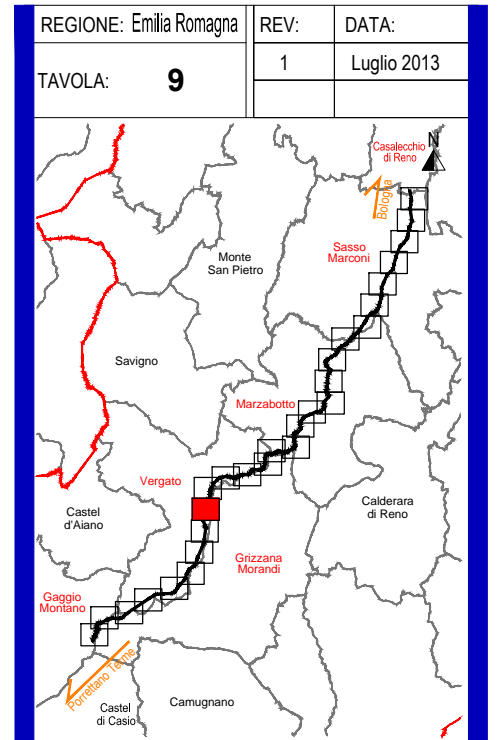 REGIONE: Emilia Romagna
REV:
DATA:
TAVOLA: 9
1
Luglio 2013
Casalecchio
di Reno
N
Bologna
Sasso
Marconi
Monte
San Pietro
Savigno
Marzabotto
Vergato
Castel
d'Aiano
Calderara
di Reno
Grizzana
Morandi
Gaggio
Montano
Porrettano Terme
Castel
di Casio
Camugnano